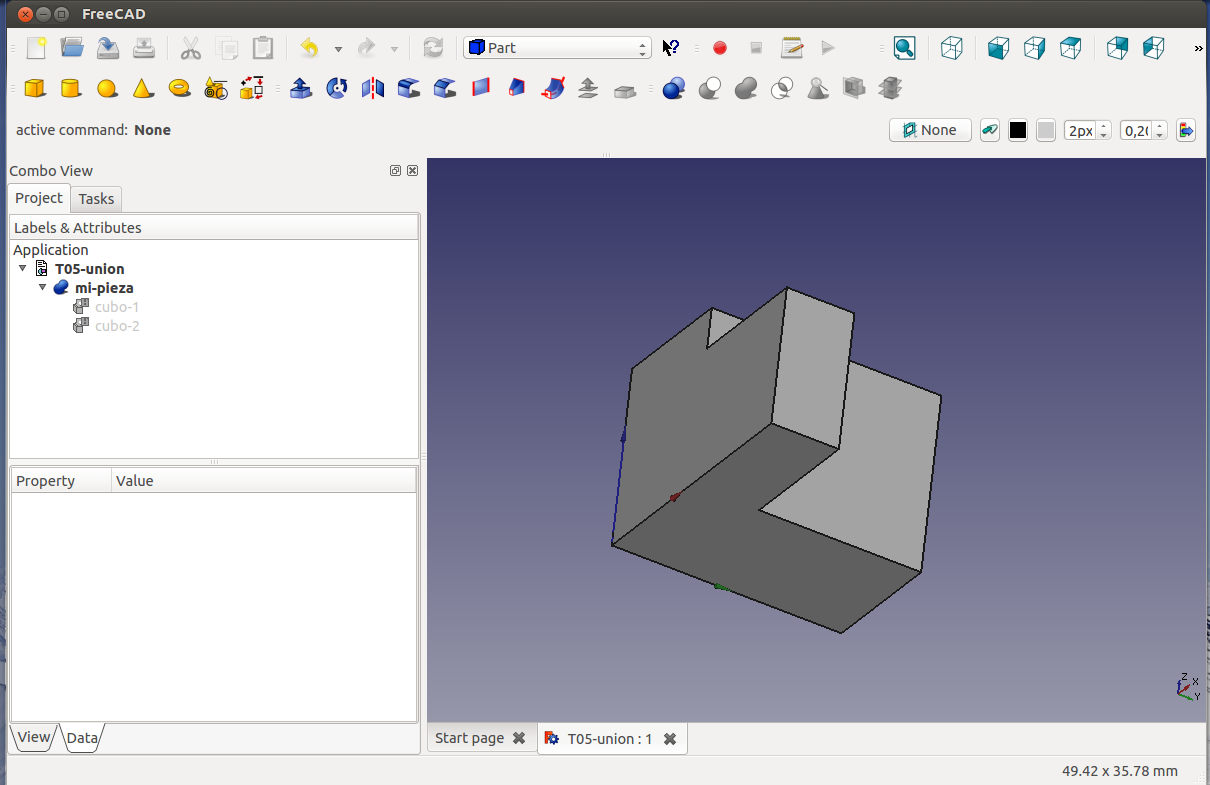 FreeCAD
Part
»
active command: None
None
2px
0,2
Combo View
Project
Tasks
Labels & Attributes
Application
T05-union
mi-pieza
cubo-1
cubo-2
Property
Value
View
Data
Z
X
Y
Start page
T05-union : 1
49.42 x 35.78 mm